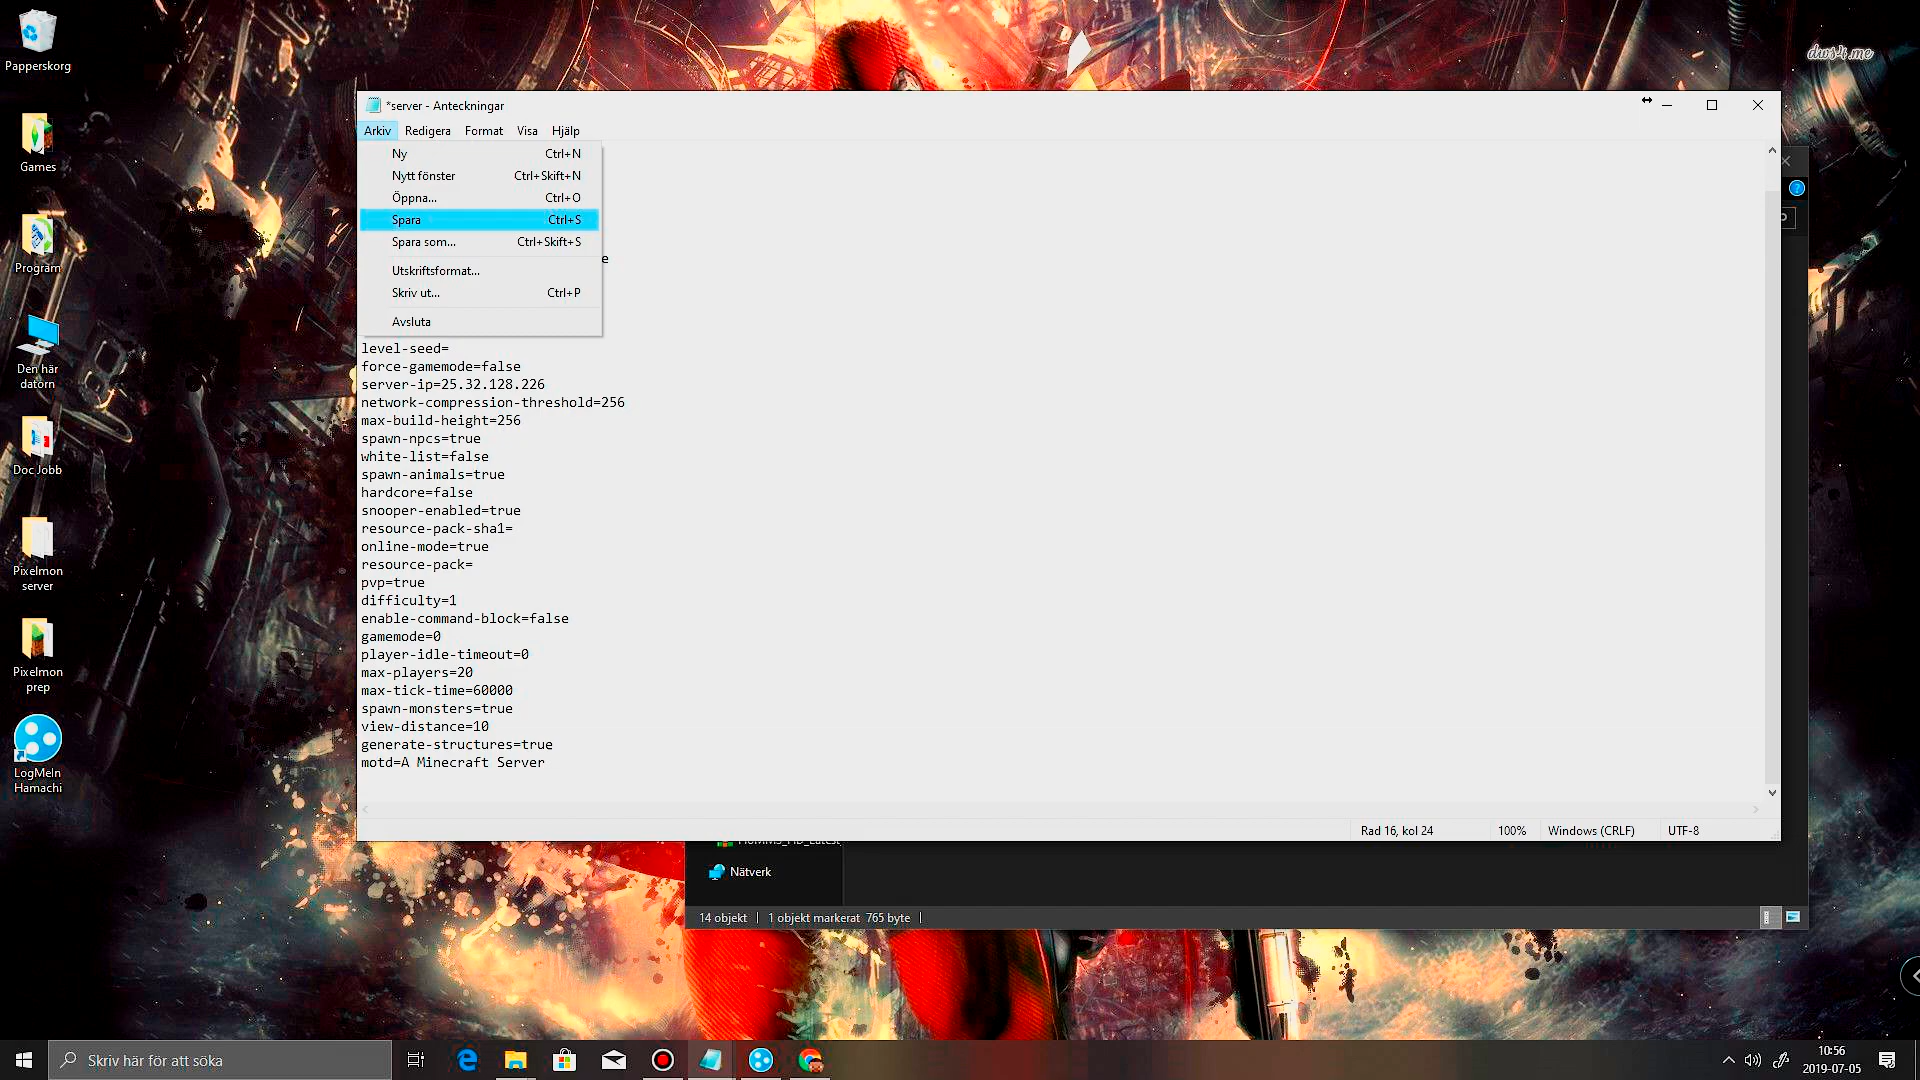 Papperskorg
Games
Program
Den här
datorn
Doc Jobb
Pixelmon
server
Pixelmon
prep
LogMeIn
Hamachi
dws4.me
*server - Anteckningar
Arkiv Redigera Format Visa Hjälp
Ny Ctrl+N
Nytt fönster Ctrl+Skift+N
Öppna... Ctrl+O
Spara Ctrl+S
Spara som... Ctrl+Skift+S
e
Utskriftsformat...
Skriv ut... Ctrl+P
Avsluta
level-seed=
force-gamemode=false
server-ip=25.32.128.226
network-compression-threshold=256
max-build-height=256
spawn-npcs=true
white-list=false
spawn-animals=true
hardcore=false
snooper-enabled=true
resource-pack-sha1=
online-mode=true
resource-pack=
pvp=true
difficulty=1
enable-command-block=false
gamemode=0
player-idle-timeout=0
max-players=20
max-tick-time=60000
spawn-monsters=true
view-distance=10
generate-structures=true
motd=A Minecraft Server
Rad 16, kol 24 100% Windows (CRLF) UTF-8
Nätverk
14 objekt 1 objekt markerat 765 byte
Skriv här för att söka
10:56
2019-07-05